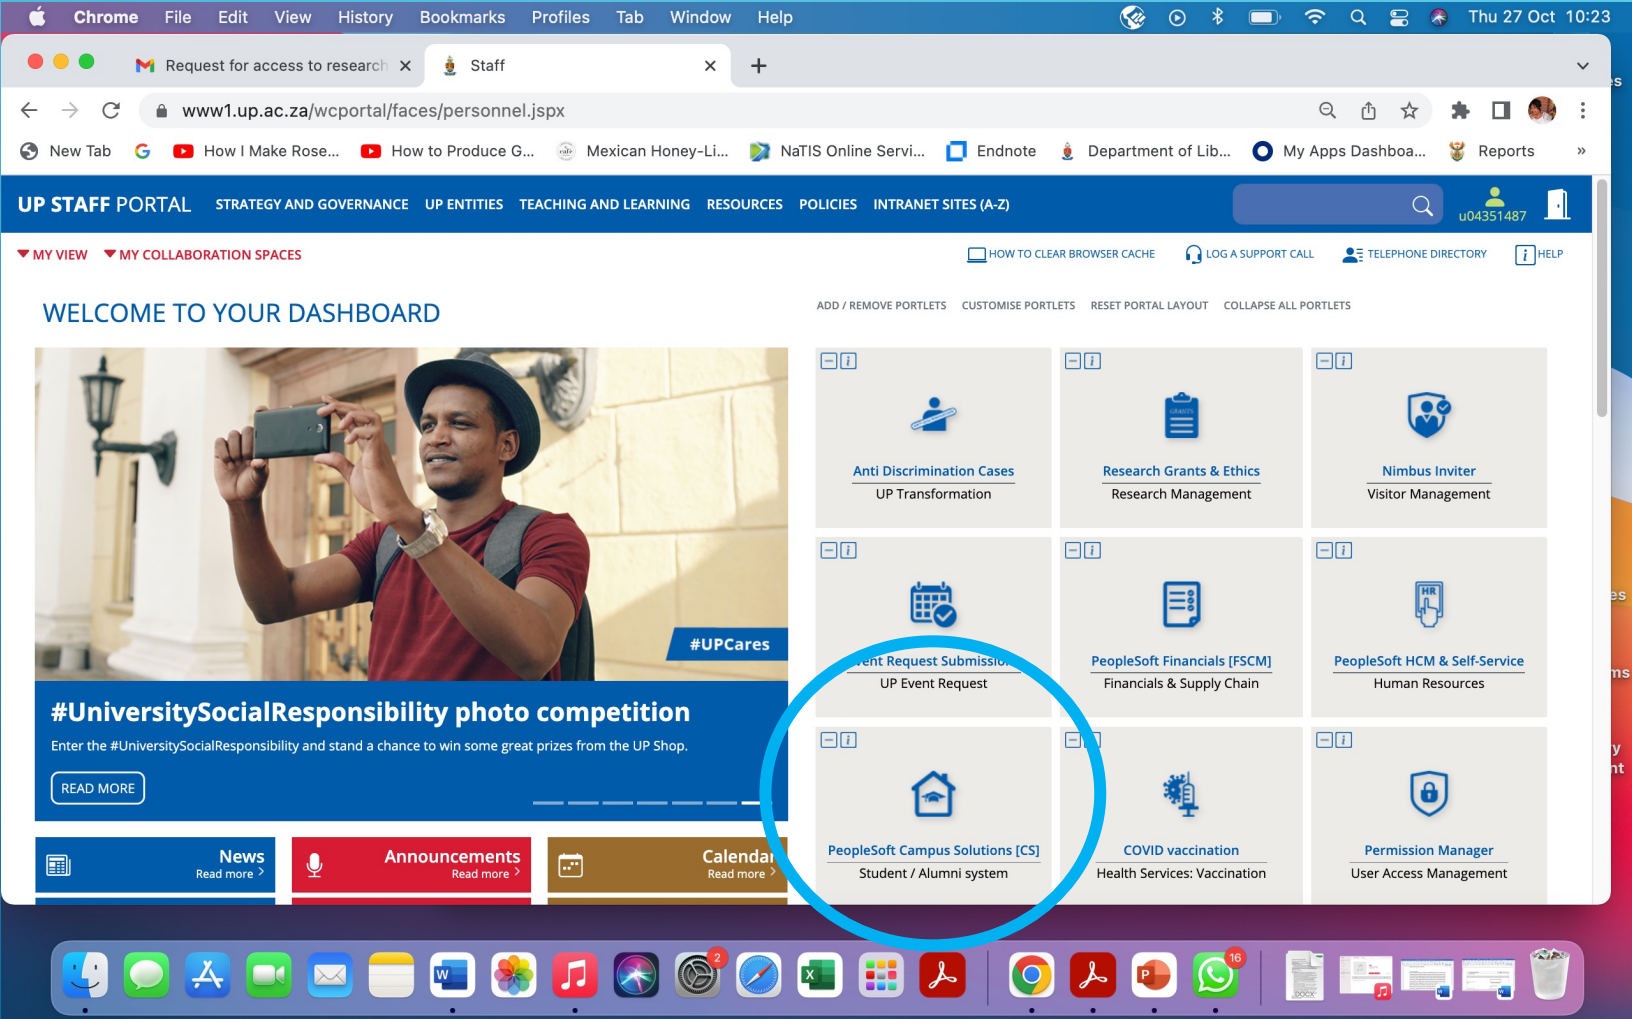 Chrome File Edit View History Bookmarks Profiles Tab Window Help Thu 27 Oct 10:23
Request for access to research Staff
www1.up.ac.za/wcportal/faces/personnel.jspx
New Tab How I Make Rose... How to Produce G... Mexican Honey-Li... NaTIS Online Servi... Endnote Department of Lib... My Apps Dashboa... Reports »
UP STAFF PORTAL STRATEGY AND GOVERNANCE UP ENTITIES TEACHING AND LEARNING RESOURCES POLICIES INTRANET SITES (A-Z)
u04351487
MY VIEW MY COLLABORATION SPACES HOW TO CLEAR BROWSER CACHE LOG A SUPPORT CALL TELEPHONE DIRECTORY i HELP
WELCOME TO YOUR DASHBOARD
ADD / REMOVE PORTLETS CUSTOMISE PORTLETS RESET PORTAL LAYOUT COLLAPSE ALL PORTLETS
#UPCares
#UniversitySocialResponsibility photo competition
Enter the #UniversitySocialResponsibility and stand a chance to win some great prizes from the UP Shop.
READ MORE
News
Read more >
Announcements
Read more >
Calendar
Read more >
Anti Discrimination Cases
UP Transformation
GRANTS
Research Grants & Ethics
Research Management
Nimbus Inviter
Visitor Management
Request Submission
UP Event Request
PeopleSoft Financials [FSCM]
Financials & Supply Chain
HR
PeopleSoft HCM & Self-Service
Human Resources
PeopleSoft Campus Solutions [CS]
Student / Alumni system
COVID vaccination
Health Services: Vaccination
Permission Manager
User Access Management
2
16